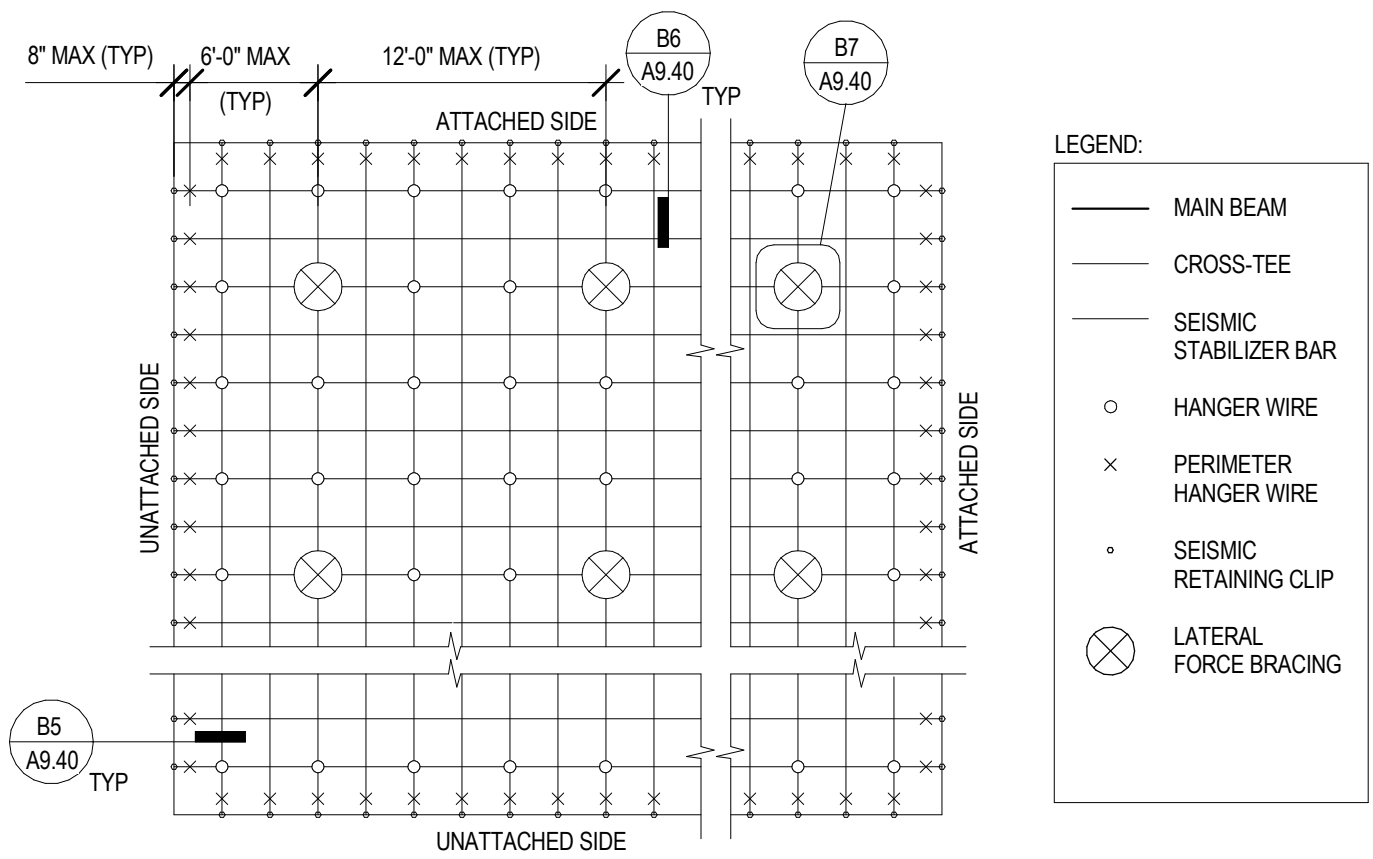 8" MAX (TYP)
6'-0" MAX
(TYP)
12'-0" MAX (TYP)
B6
A9.40
TYP
B7
A9.40
ATTACHED SIDE
UNATTACHED SIDE
ATTACHED SIDE
B5
A9.40
TYP
UNATTACHED SIDE
LEGEND:
MAIN BEAM
CROSS-TEE
SEISMIC
STABILIZER BAR
HANGER WIRE
PERIMETER
HANGER WIRE
SEISMIC
RETAINING CLIP
LATERAL
FORCE BRACING